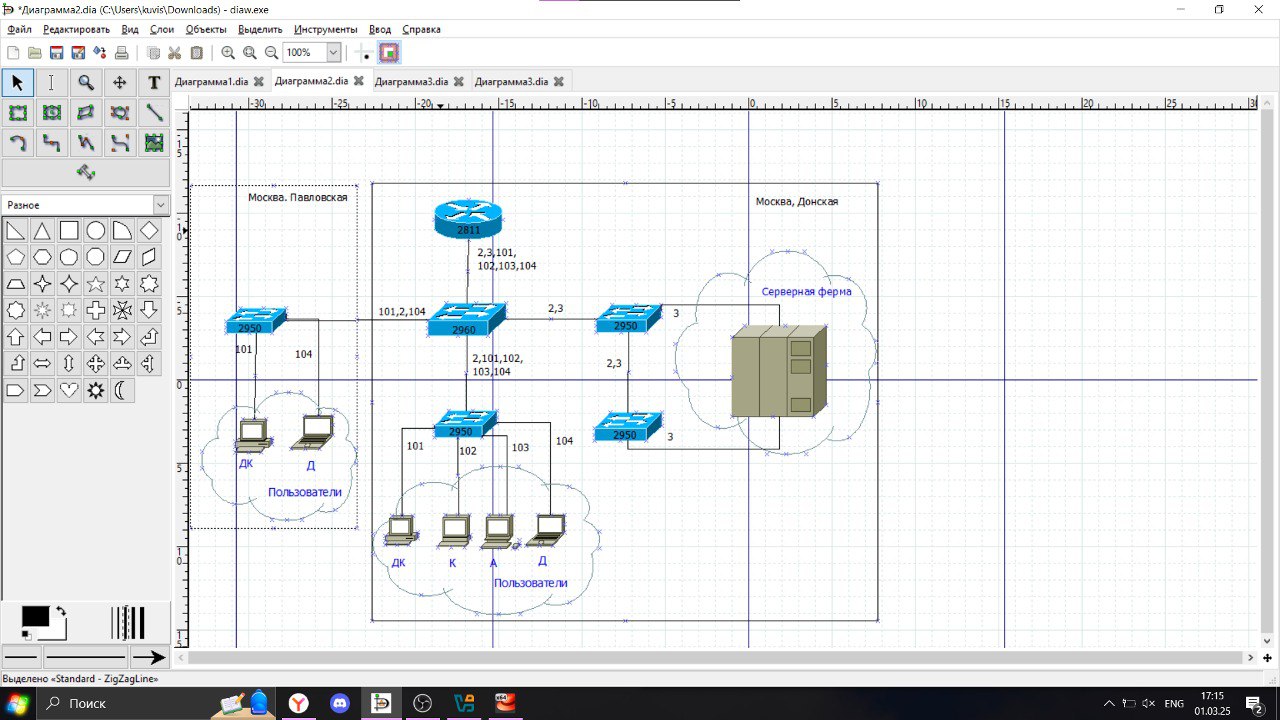 *Диаграмма2.dia (C:\Users\kuvis\Downloads) - diaw.exe
Файл Редактировать Вид Слои Объекты Выделить Инструменты Ввод Справка
100%
T
Диаграмма1.dia Диаграмма2.dia Диаграмма3.dia Диаграмма3.dia
-30 -25 -20 -15 -10 -5 0 5 10 15 20 25
Разное
Москва. Павловская
Москва, Донская
2811
2,3,101,
102,103,104
Серверная ферма
101,2,104
2,3
3
2950
2960
2950
101
104
2,101,102,
103,104
2,3
2950
2950
3
101
102
103
104
ДК
Д
Пользователи
ДК
К
А
Д
Пользователи
Выделено «Standard - ZigZagLine»
Поиск
ENG
17:15
01.03.25
2